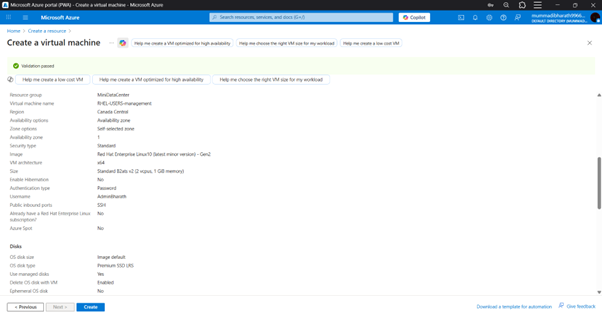 Azure portal (PWA) - Create a virtual machine - Microsoft Azure
Microsoft Azure
Search resources, services, and docs (G+/)
Copilot
Home > Create a resource >
Create a virtual machine
Help me create a VM optimized for high availability
Help me choose the right VM size for my workload
Help me create a low cost VM
Validation passed
Help me create a low cost VM
Help me create a VM optimized for high availability
Help me choose the right VM size for my workload
Resource group MiniDataCenter
Virtual machine name RHEL-USERS-management
Region Canada Central
Availability options Availability zone
Zone options Self-selected zone
Availability zone 1
Security type Standard
Image Red Hat Enterprise Linux10 (latest minor version) - Gen2
VM architecture x64
Size Standard B2ats v2 (2 vcpus, 1 GiB memory)
Enable Hibernation No
Authentication type Password
Username AdminBharath
Public inbound ports SSH
Already have a Red Hat Enterprise Linux subscription? No
Azure Spot No
Disks
OS disk size Image default
OS disk type Premium SSD LRS
Use managed disks Yes
Delete OS disk with VM Enabled
Ephemeral OS disk No
< Previous
Next >
Create
Download a template for automation
Give feedback